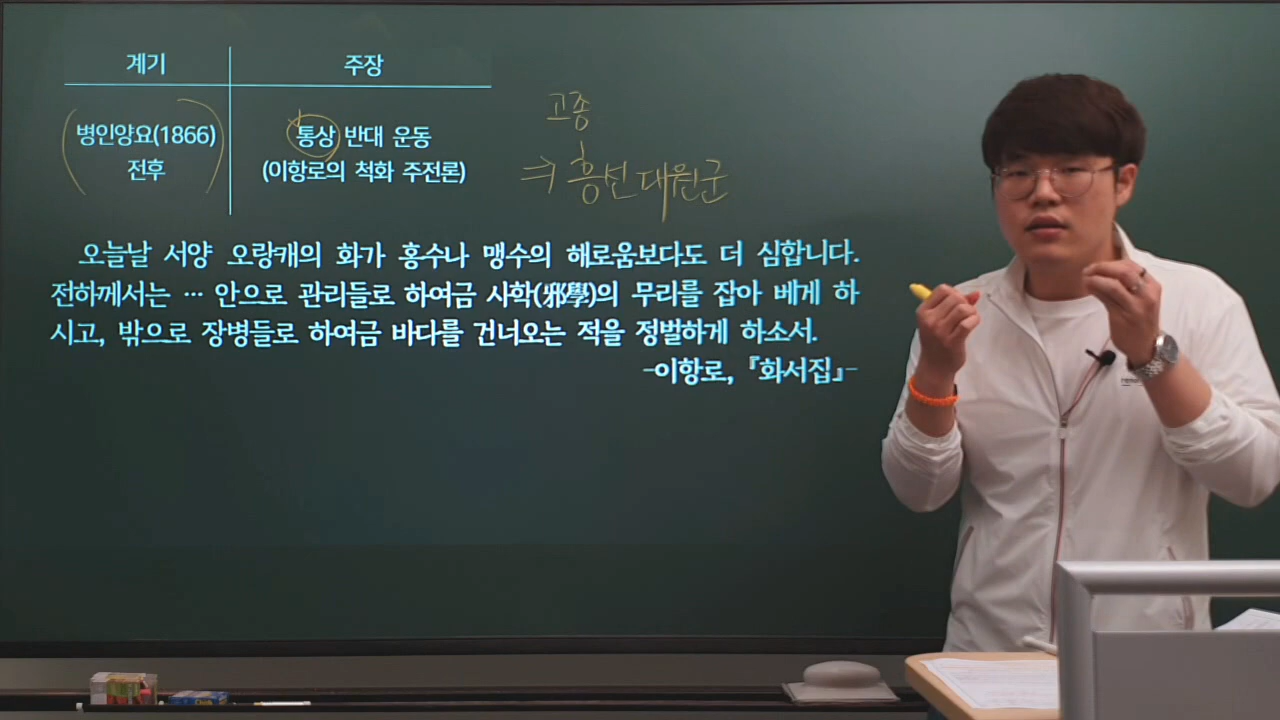 계기 주장
병인양요(1866) 통상 반대 운동
전후 (이항로의 척화 주전론)
고종
⇒ 흥선대원군
오늘날 서양 오랑캐의 화가 홍수나 맹수의 해로움보다도 더 심합니다.
전하께서는 … 안으로 관리들로 하여금 시학(邪學)의 무리를 잡아 베게 하
시고, 밖으로 장병들로 하여금 바다를 건너오는 적을 정벌하게 하소서.
-이항로, 『화서집』-